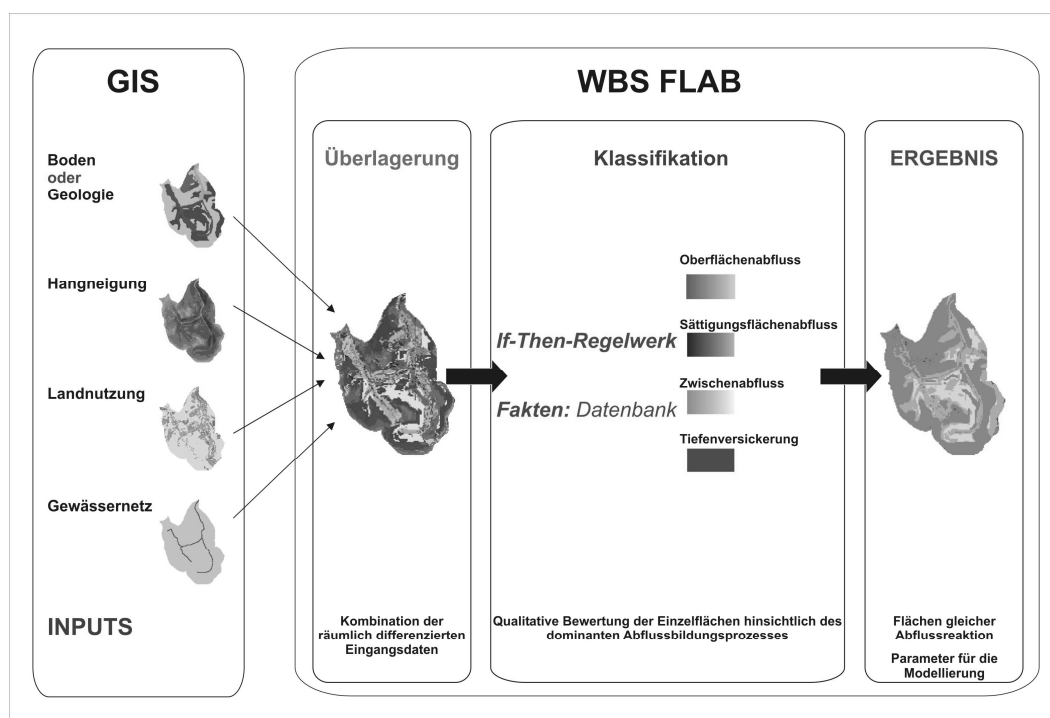 GIS
Boden
oder
Geologie
Hangneigung
Landnutzung
Gewässernetz
INPUTS
WBS FLAB
Überlagerung
Kombination der
räumlich differenzierten
Eingangsdaten
Klassifikation
If-Then-Regelwerk
Fakten: Datenbank
Oberflächenabfluss
Sättigungsflächenabfluss
Zwischenabfluss
Tiefenversickerung
Qualitative Bewertung der Einzelflächen hinsichtlich des
dominanten Abflussbildungsprozesses
ERGEBNIS
Flächen gleicher
Abflussreaktion
Parameter für die
Modellierung